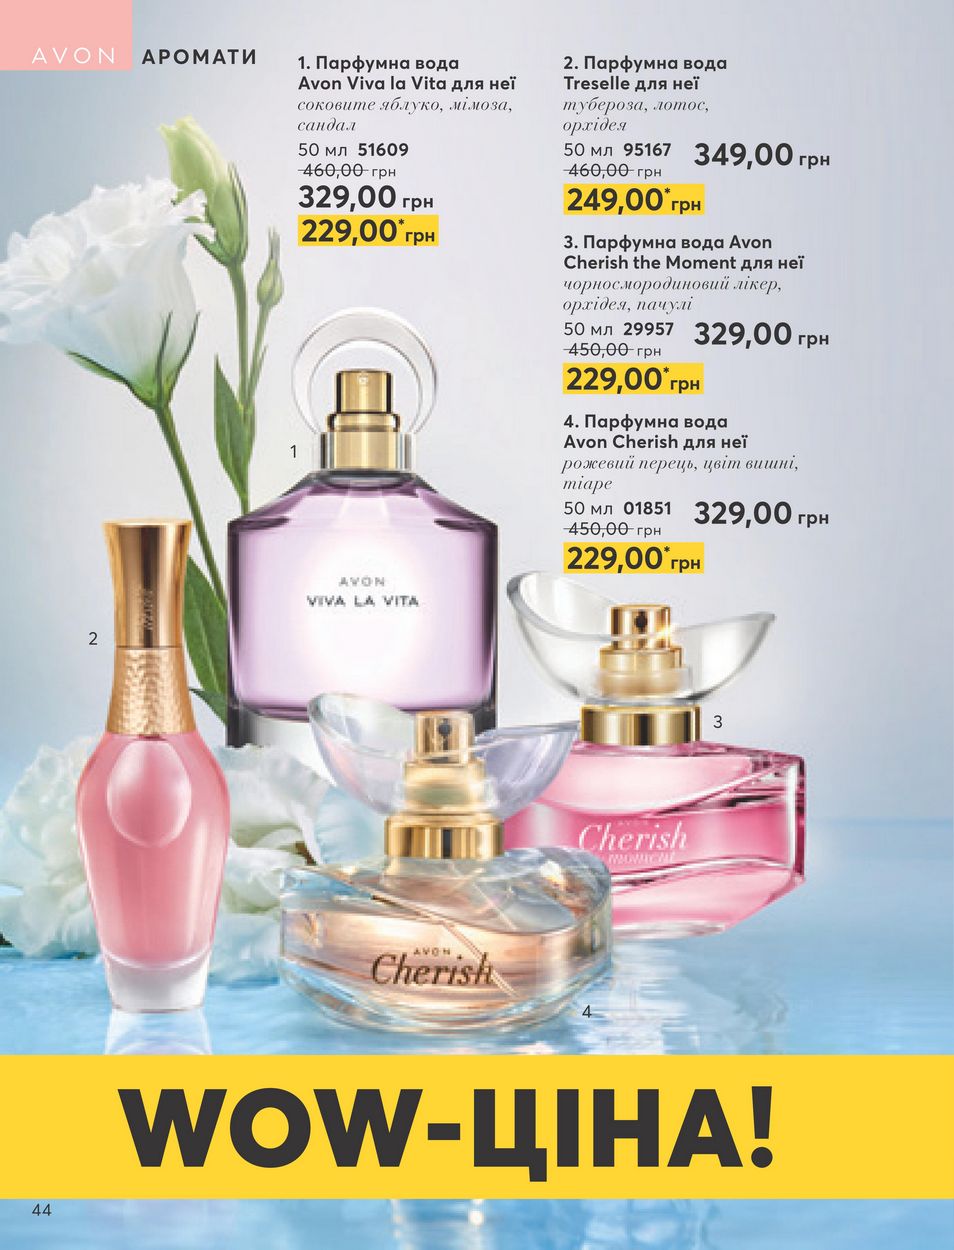 AVON АРОМАТИ
1. Парфумна вода
Avon Viva la Vita для неї
соковите яблуко, мімоза,
сандал
50 мл 51609
460,00 грн
329,00 грн
229,00* грн
2. Парфумна вода
Treselle для неї
тубероза, лотос,
орхідея
50 мл 95167
460,00 грн
349,00 грн
249,00* грн
3. Парфумна вода Avon
Cherish the Moment для неї
чорносмородиновий лікер,
орхідея, пачулі
50 мл 29957
450,00 грн
329,00 грн
229,00* грн
4. Парфумна вода
Avon Cherish для неї
рожевий перець, цвіт вишні,
тіаре
50 мл 01851
450,00 грн
329,00 грн
229,00* грн
1
AVON
VIVA LA VITA
2
3
AVON
Cherish
moment
AVON
Cherish
4
WOW-ЦІНА!
44